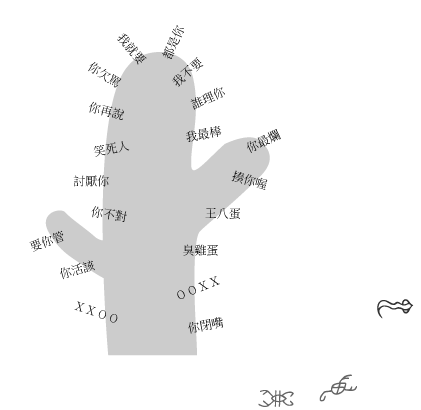 都是你
我就要
我不要
你欠罵
誰理你
你再說
我最棒
你最爛
笑死人
揍你喔
討厭你
你不對
王八蛋
要你管
臭雞蛋
你活該
OOXX
XXOO
你閉嘴